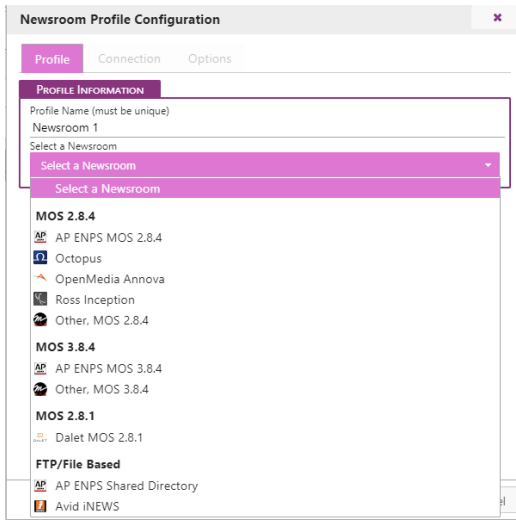 Newsroom Profile Configuration
Profile Connection Options
PROFILE INFORMATION
Profile Name (must be unique)
Newsroom 1
Select a Newsroom
Select a Newsroom
Select a Newsroom
MOS 2.8.4
AP ENPS MOS 2.8.4
Octopus
OpenMedia Annova
Ross Inception
Other, MOS 2.8.4
MOS 3.8.4
AP ENPS MOS 3.8.4
Other, MOS 3.8.4
MOS 2.8.1
Dalet MOS 2.8.1
FTP/File Based
AP ENPS Shared Directory
Avid iNEWS